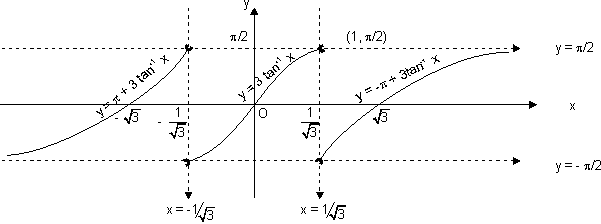 y
π/2
(1, π/2)
y = π/2
y = π + 3 tan⁻¹ x
y = 3 tan⁻¹ x
y = -π + 3tan⁻¹ x
x
- √3
- 1/√3
O
1/√3
√3
y = - π/2
x = -1/√3
x = 1/√3